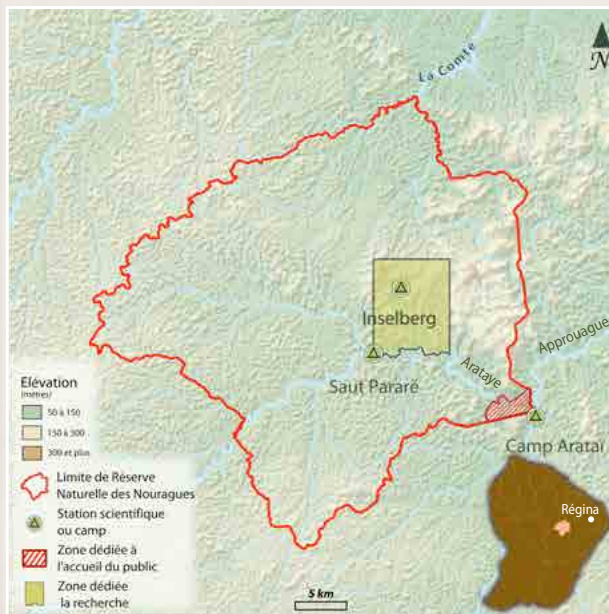 La Comte
N
Inselberg
Approuague
Arataye
Saut Pararé
Camp Arataï
Elévation
(mètres)
50 à 150
150 à 300
300 et plus
Limite de Réserve
Naturelle des Nouragues
Station scientifique
ou camp
Zone dédiée à
l'accueil du public
Zone dédiée
la recherche
5 km
Régina